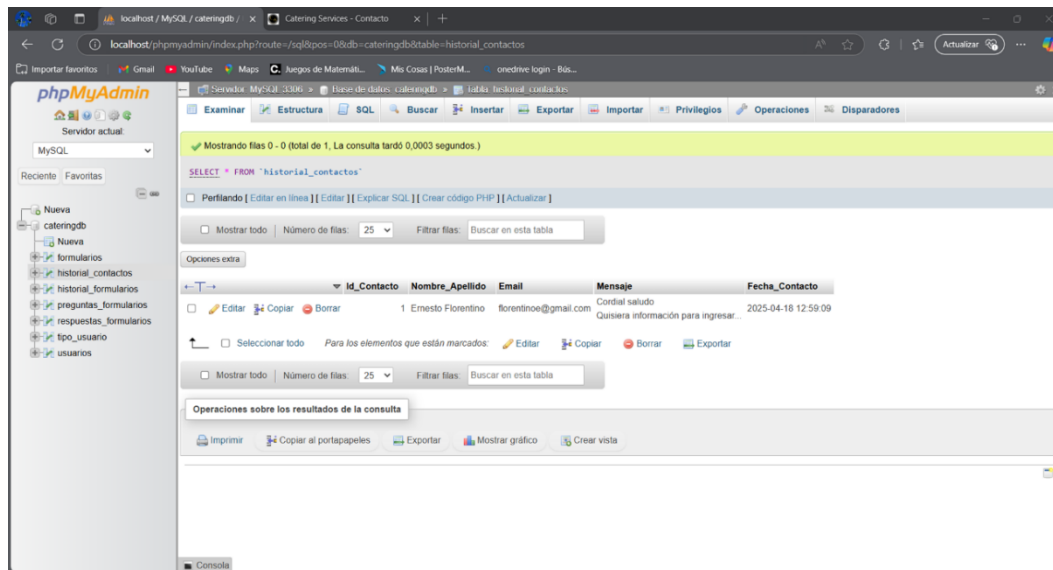 localhost / MySQL / cateringdb /
Catering Services - Contacto
localhost/phpmyadmin/index.php?route=/sql&pos=0&db=cateringdb&table=historial_contactos
Actualizar
Importar favoritos
Gmail
YouTube
Maps
Juegos de Matemáti...
Mis Cosas | PosterM...
onedrive login - Bús...
phpMyAdmin
Servidor actual:
MySQL
Reciente Favoritas
Nueva
cateringdb
Nueva
formularios
historial_contactos
historial_formularios
preguntas_formularios
respuestas_formularios
tipo_usuario
usuarios
Servidor: MySQL:3306 » Base de datos: cateringdb » Tabla: historial_contactos
Examinar Estructura SQL Buscar Insertar Exportar Importar Privilegios Operaciones Disparadores
Mostrando filas 0 - 0 (total de 1, La consulta tardó 0,0003 segundos.)
SELECT * FROM `historial_contactos`
Perfilando [ Editar en línea ] [ Editar ] [ Explicar SQL ] [ Crear código PHP ] [ Actualizar ]
Mostrar todo | Número de filas: 25 Filtrar filas: Buscar en esta tabla
Opciones extra
←T→ Id_Contacto Nombre_Apellido Email Mensaje Fecha_Contacto
Editar Copiar Borrar 1 Ernesto Florentino florentinoe@gmail.com Cordial saludo 2025-04-18 12:59:09
Quisiera información para ingresar...
Seleccionar todo Para los elementos que están marcados: Editar Copiar Borrar Exportar
Mostrar todo | Número de filas: 25 Filtrar filas: Buscar en esta tabla
Operaciones sobre los resultados de la consulta
Imprimir Copiar al portapapeles Exportar Mostrar gráfico Crear vista
Consola